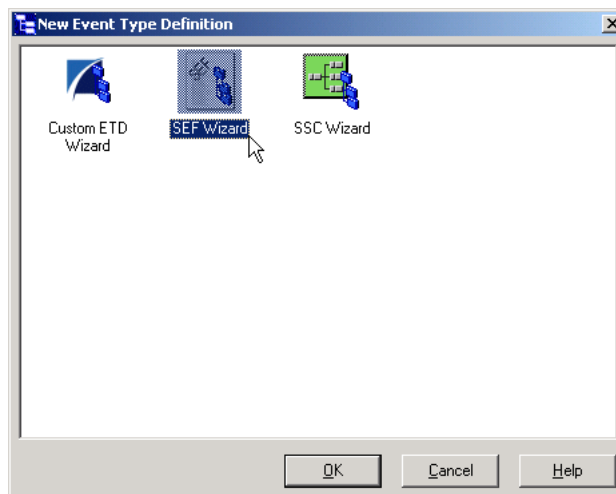 New Event Type Definition
Custom ETD SEF Wizard SSC Wizard
Wizard
OK Cancel Help